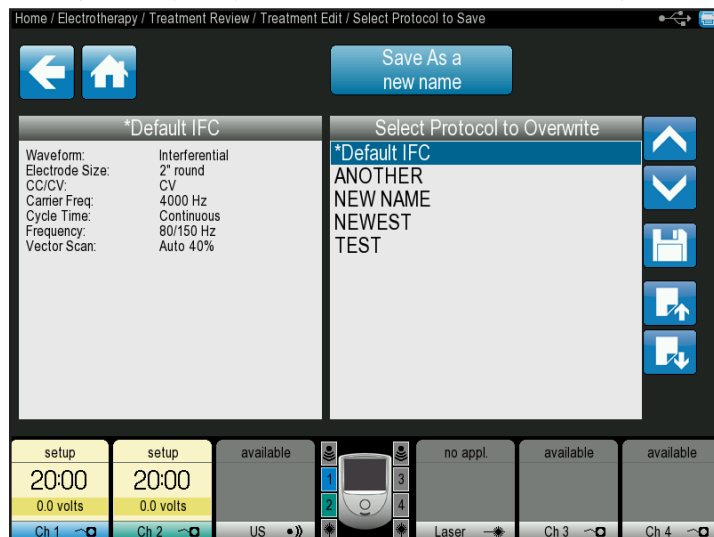 Home / Electrotherapy / Treatment Review / Treatment Edit / Select Protocol to Save
Save As a
new name
*Default IFC
Waveform: Interferential
Electrode Size: 2" round
CC/CV: CV
Carrier Freq: 4000 Hz
Cycle Time: Continuous
Frequency: 80/150 Hz
Vector Scan: Auto 40%
Select Protocol to Overwrite
*Default IFC
ANOTHER
NEW NAME
NEWEST
TEST
setup setup available no appl. available available
20:00 20:00 1 3
0.0 volts 0.0 volts 2 4
Ch 1 Ch 2 US Laser Ch 3 Ch 4